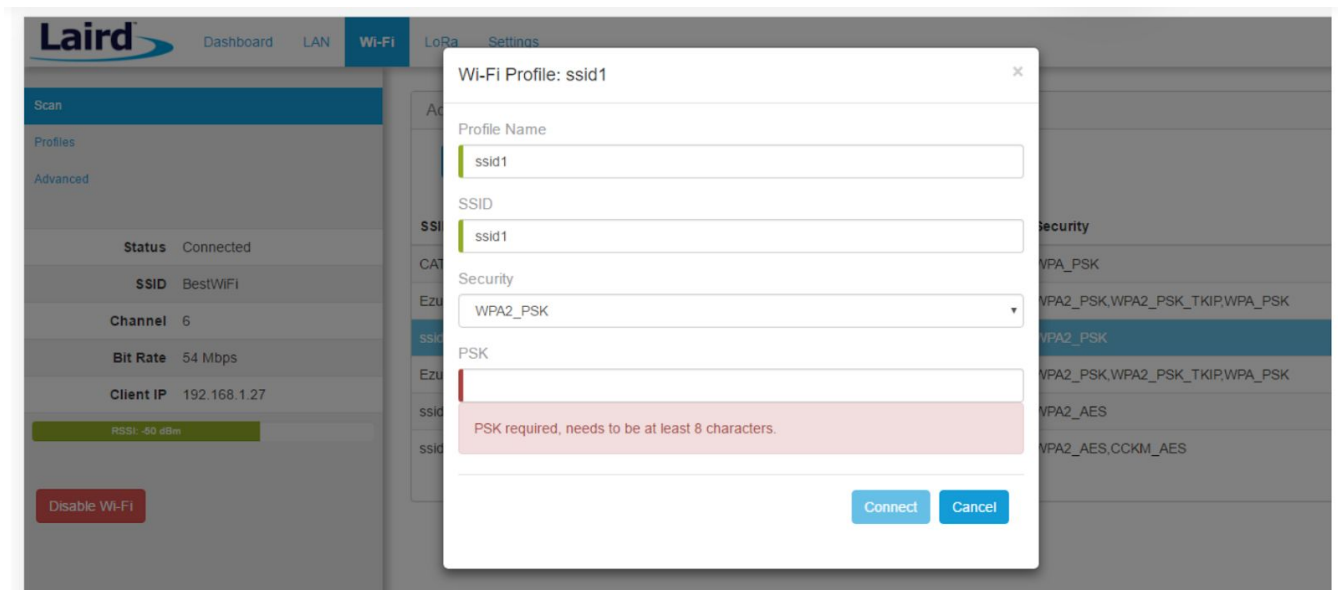 Laird
Dashboard LAN Wi-Fi LoRa Settings
Wi-Fi Profile: ssid1 ×
Scan
Profiles
Advanced
Profile Name
ssid1
SSID
ssid1
Security
WPA2_PSK
PSK
PSK required, needs to be at least 8 characters.
Connect Cancel
Status Connected
SSID BestWiFi
Channel 6
Bit Rate 54 Mbps
Client IP 192.168.1.27
RSSI: -50 dBm
Disable Wi-Fi
Security
WPA_PSK
WPA2_PSK,WPA2_PSK_TKIP,WPA_PSK
WPA2_PSK
WPA2_PSK,WPA2_PSK_TKIP,WPA_PSK
WPA2_AES
WPA2_AES,CCKM_AES